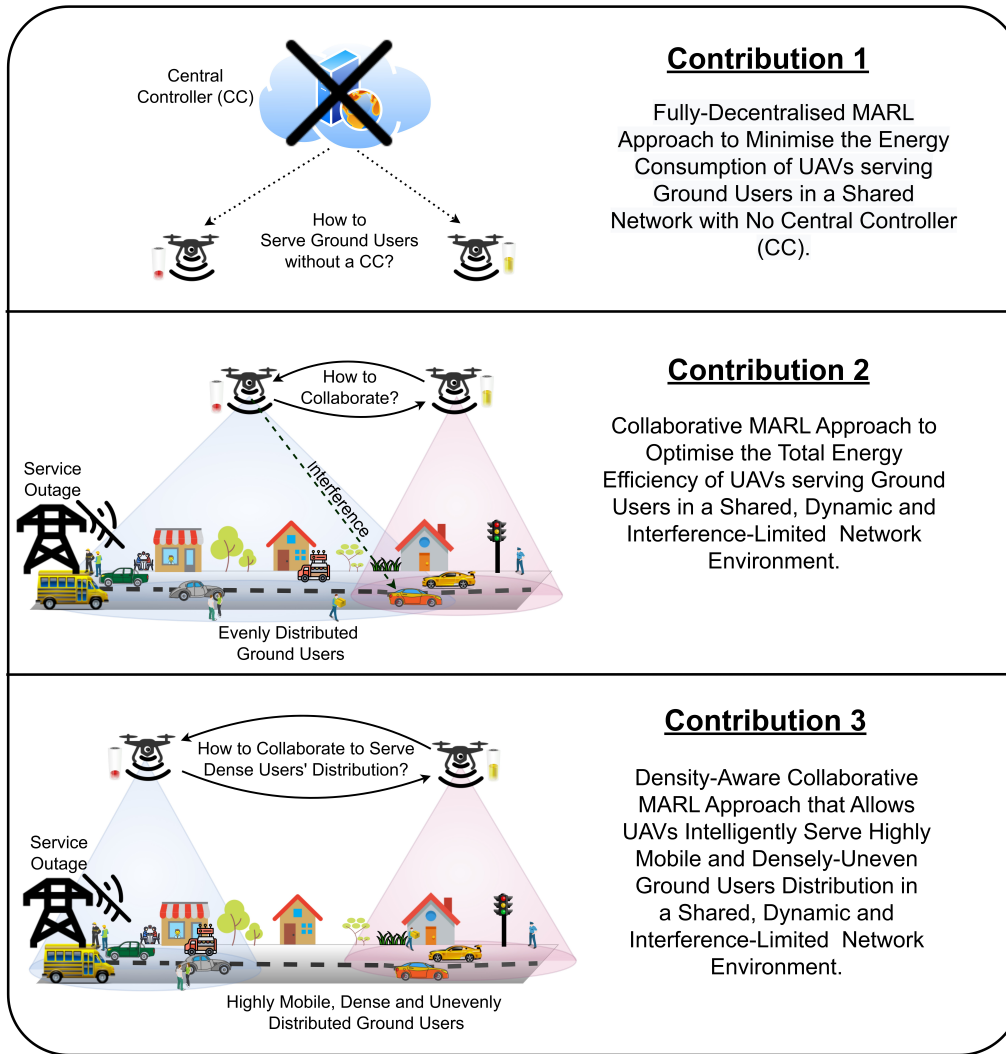 Central
Controller (CC)
How to
Serve Ground Users
without a CC?
Contribution 1
Fully-Decentralised MARL
Approach to Minimise the Energy
Consumption of UAVs serving
Ground Users in a Shared
Network with No Central Controller
(CC).
How to
Collaborate?
Interference
Service
Outage
Evenly Distributed
Ground Users
Contribution 2
Collaborative MARL Approach to
Optimise the Total Energy
Efficiency of UAVs serving Ground
Users in a Shared, Dynamic and
Interference-Limited Network
Environment.
How to Collaborate to Serve
Dense Users' Distribution?
Service
Outage
Highly Mobile, Dense and Unevenly
Distributed Ground Users
Contribution 3
Density-Aware Collaborative
MARL Approach that Allows
UAVs Intelligently Serve Highly
Mobile and Densely-Uneven
Ground Users Distribution in
a Shared, Dynamic and
Interference-Limited Network
Environment.